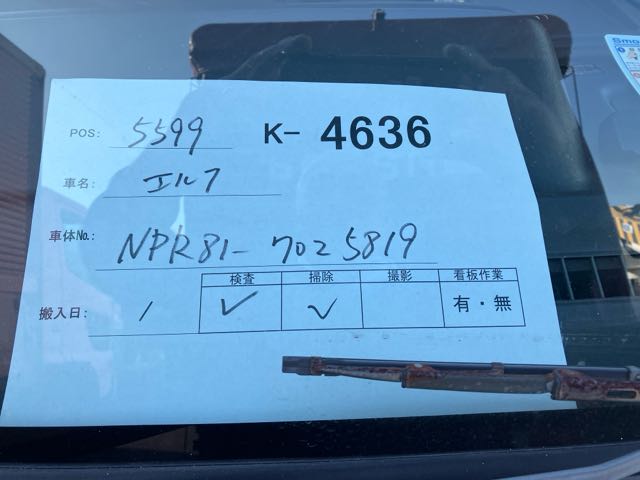 POS: 5599 K- 4636
車名: エルフ
車体No.: NPR81-7025819
検査 掃除 撮影 看板作業
搬入日: / ✓ ✓ 有・無